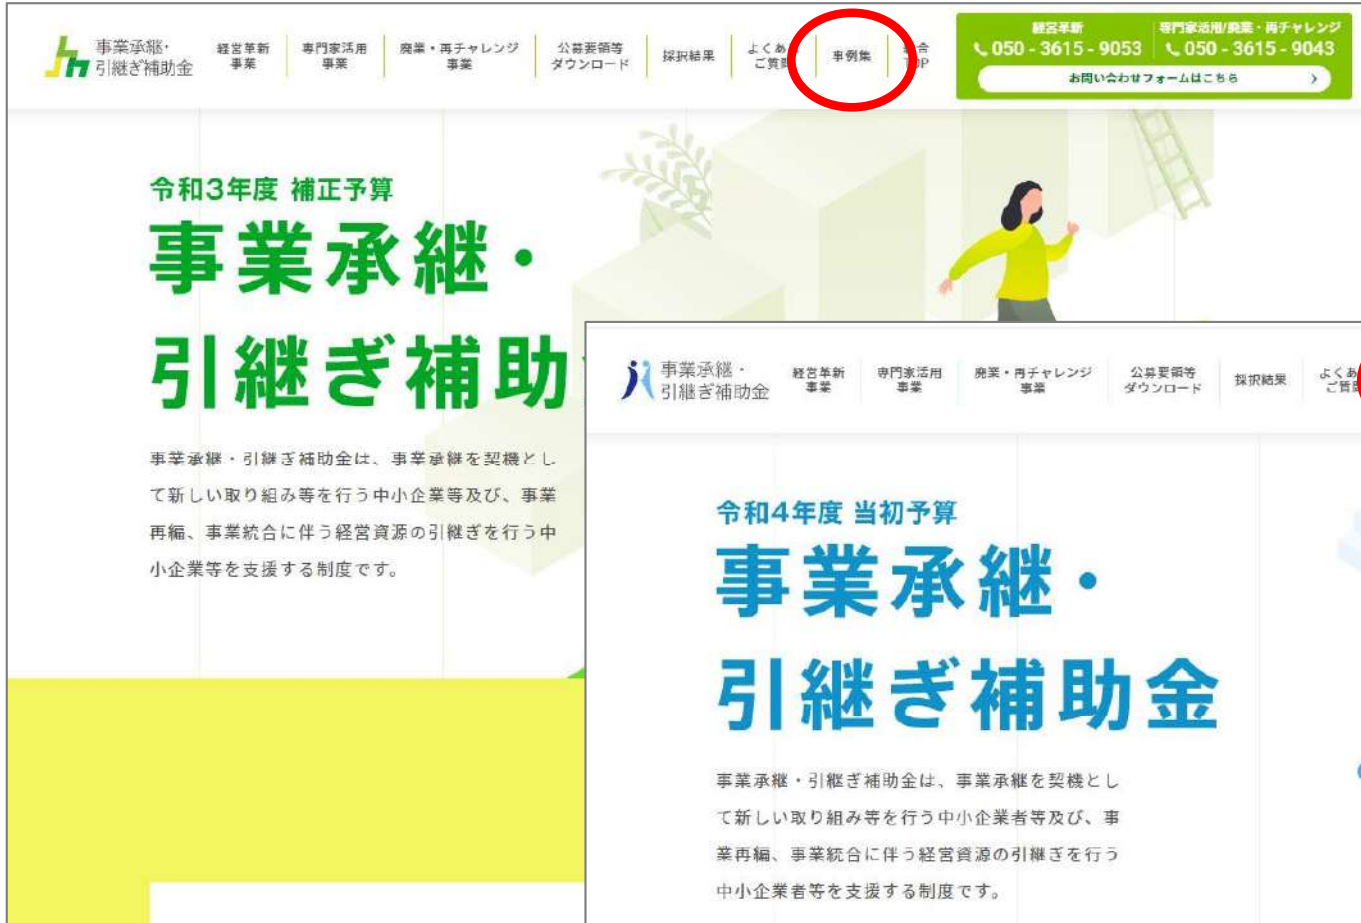 事業承継・
引継ぎ補助金
経営革新
事業
専門家活用
事業
廃業・再チャレンジ
事業
公募要領等
ダウンロード
採択結果
よくあ
ご質
事例集
合
経営革新
050 - 3615 - 9053
専門家活用/廃業・再チャレンジ
050 - 3615 - 9043
お問い合わせフォームはこちら
令和3年度 補正予算
事業承継・
引継ぎ補助
事業承継・引継ぎ補助金は、事業承継を契機とし
て新しい取り組み等を行う中小企業等及び、事業
再編、事業統合に伴う経営資源の引継ぎを行う中
小企業等を支援する制度です。
事業承継・
引継ぎ補助金
経営革新
事業
専門家活用
事業
廃業・再チャレンジ
事業
公募要領等
ダウンロード
採択結果
よくあ
ご質
令和4年度 当初予算
事業承継・
引継ぎ補助金
事業承継・引継ぎ補助金は、事業承継を契機とし
て新しい取り組み等を行う中小企業者等及び、事
業再編、事業統合に伴う経営資源の引継ぎを行う
中小企業者等を支援する制度です。